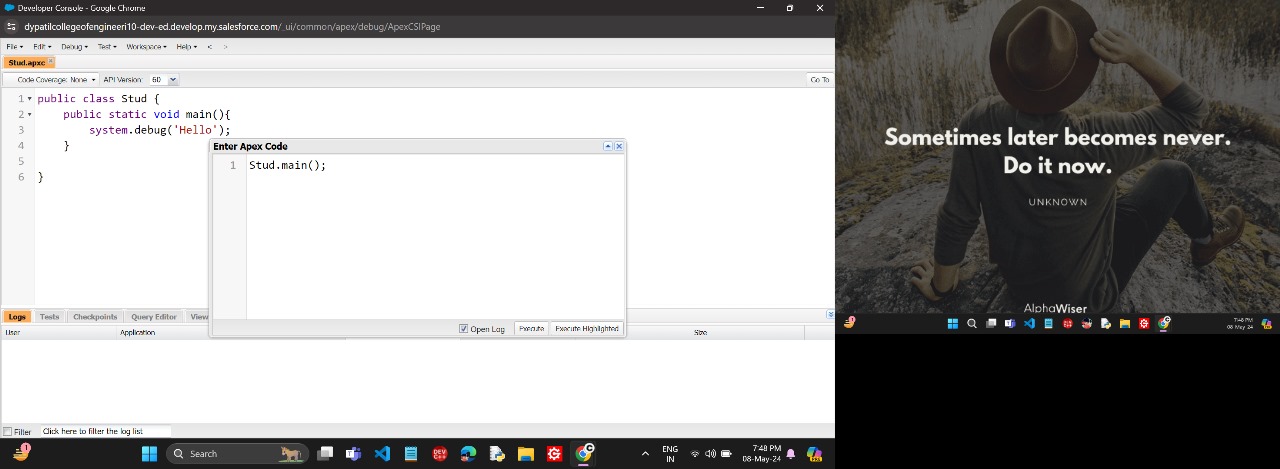 Developer Console - Google Chrome
dypatilcollegeofengineeri10-dev-ed.develop.my.salesforce.com/_ui/common/apex/debug/ApexCSIPage
File Edit Debug Test Workspace Help < >
Stud.apxc
Code Coverage: None API Version: 60 Go To
1 public class Stud {
2 public static void main(){
3 system.debug('Hello');
4 }
5
6 }
Enter Apex Code
1 Stud.main();
Open Log Execute Execute Highlighted
Logs Tests Checkpoints Query Editor View
User Application Size
Filter Click here to filter the log list
1 Search DEV C++ G ENG IN 7:48 PM 08-May-24
Sometimes later becomes never.
Do it now.
UNKNOWN
AlphaWiser
7:48 PM
08-May-24